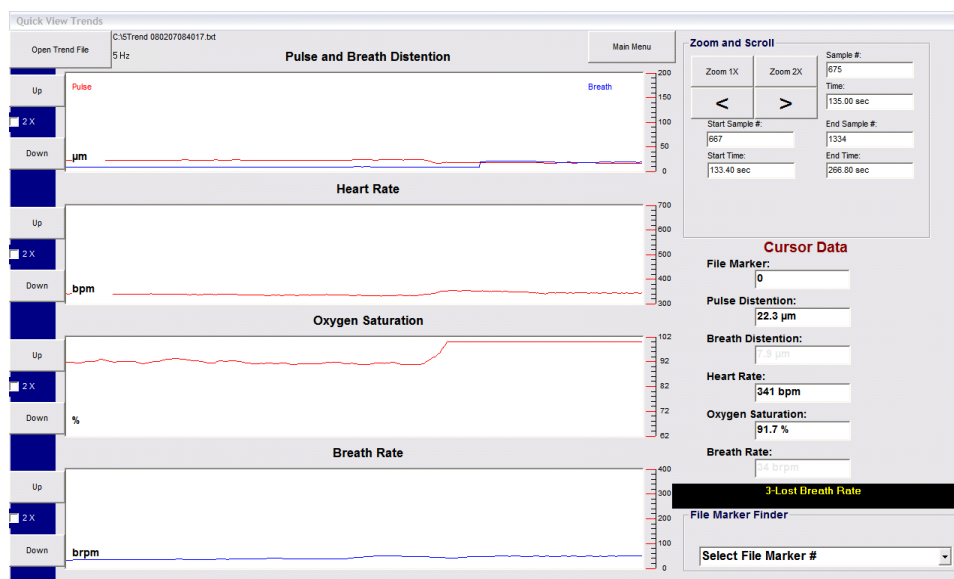 Quick View Trends
Open Trend File
C:\STrend 080207084017.txt
5 Hz
Pulse and Breath Distention
Main Menu
Up
2 X
Down
Pulse
Breath
µm
200
150
100
50
0
Heart Rate
Up
2 X
Down
bpm
700
600
500
400
300
Oxygen Saturation
Up
2 X
Down
%
102
92
82
72
62
Breath Rate
Up
2 X
Down
brpm
400
300
200
100
0
Zoom and Scroll
Zoom 1X
Zoom 2X
<
>
Sample #:
675
Time:
135.00 sec
Start Sample #:
667
End Sample #:
1334
Start Time:
133.40 sec
End Time:
266.80 sec
Cursor Data
File Marker:
0
Pulse Distention:
22.3 µm
Breath Distention:
7.9 µm
Heart Rate:
341 bpm
Oxygen Saturation:
91.7 %
Breath Rate:
34 brpm
3-Lost Breath Rate
File Marker Finder
Select File Marker #